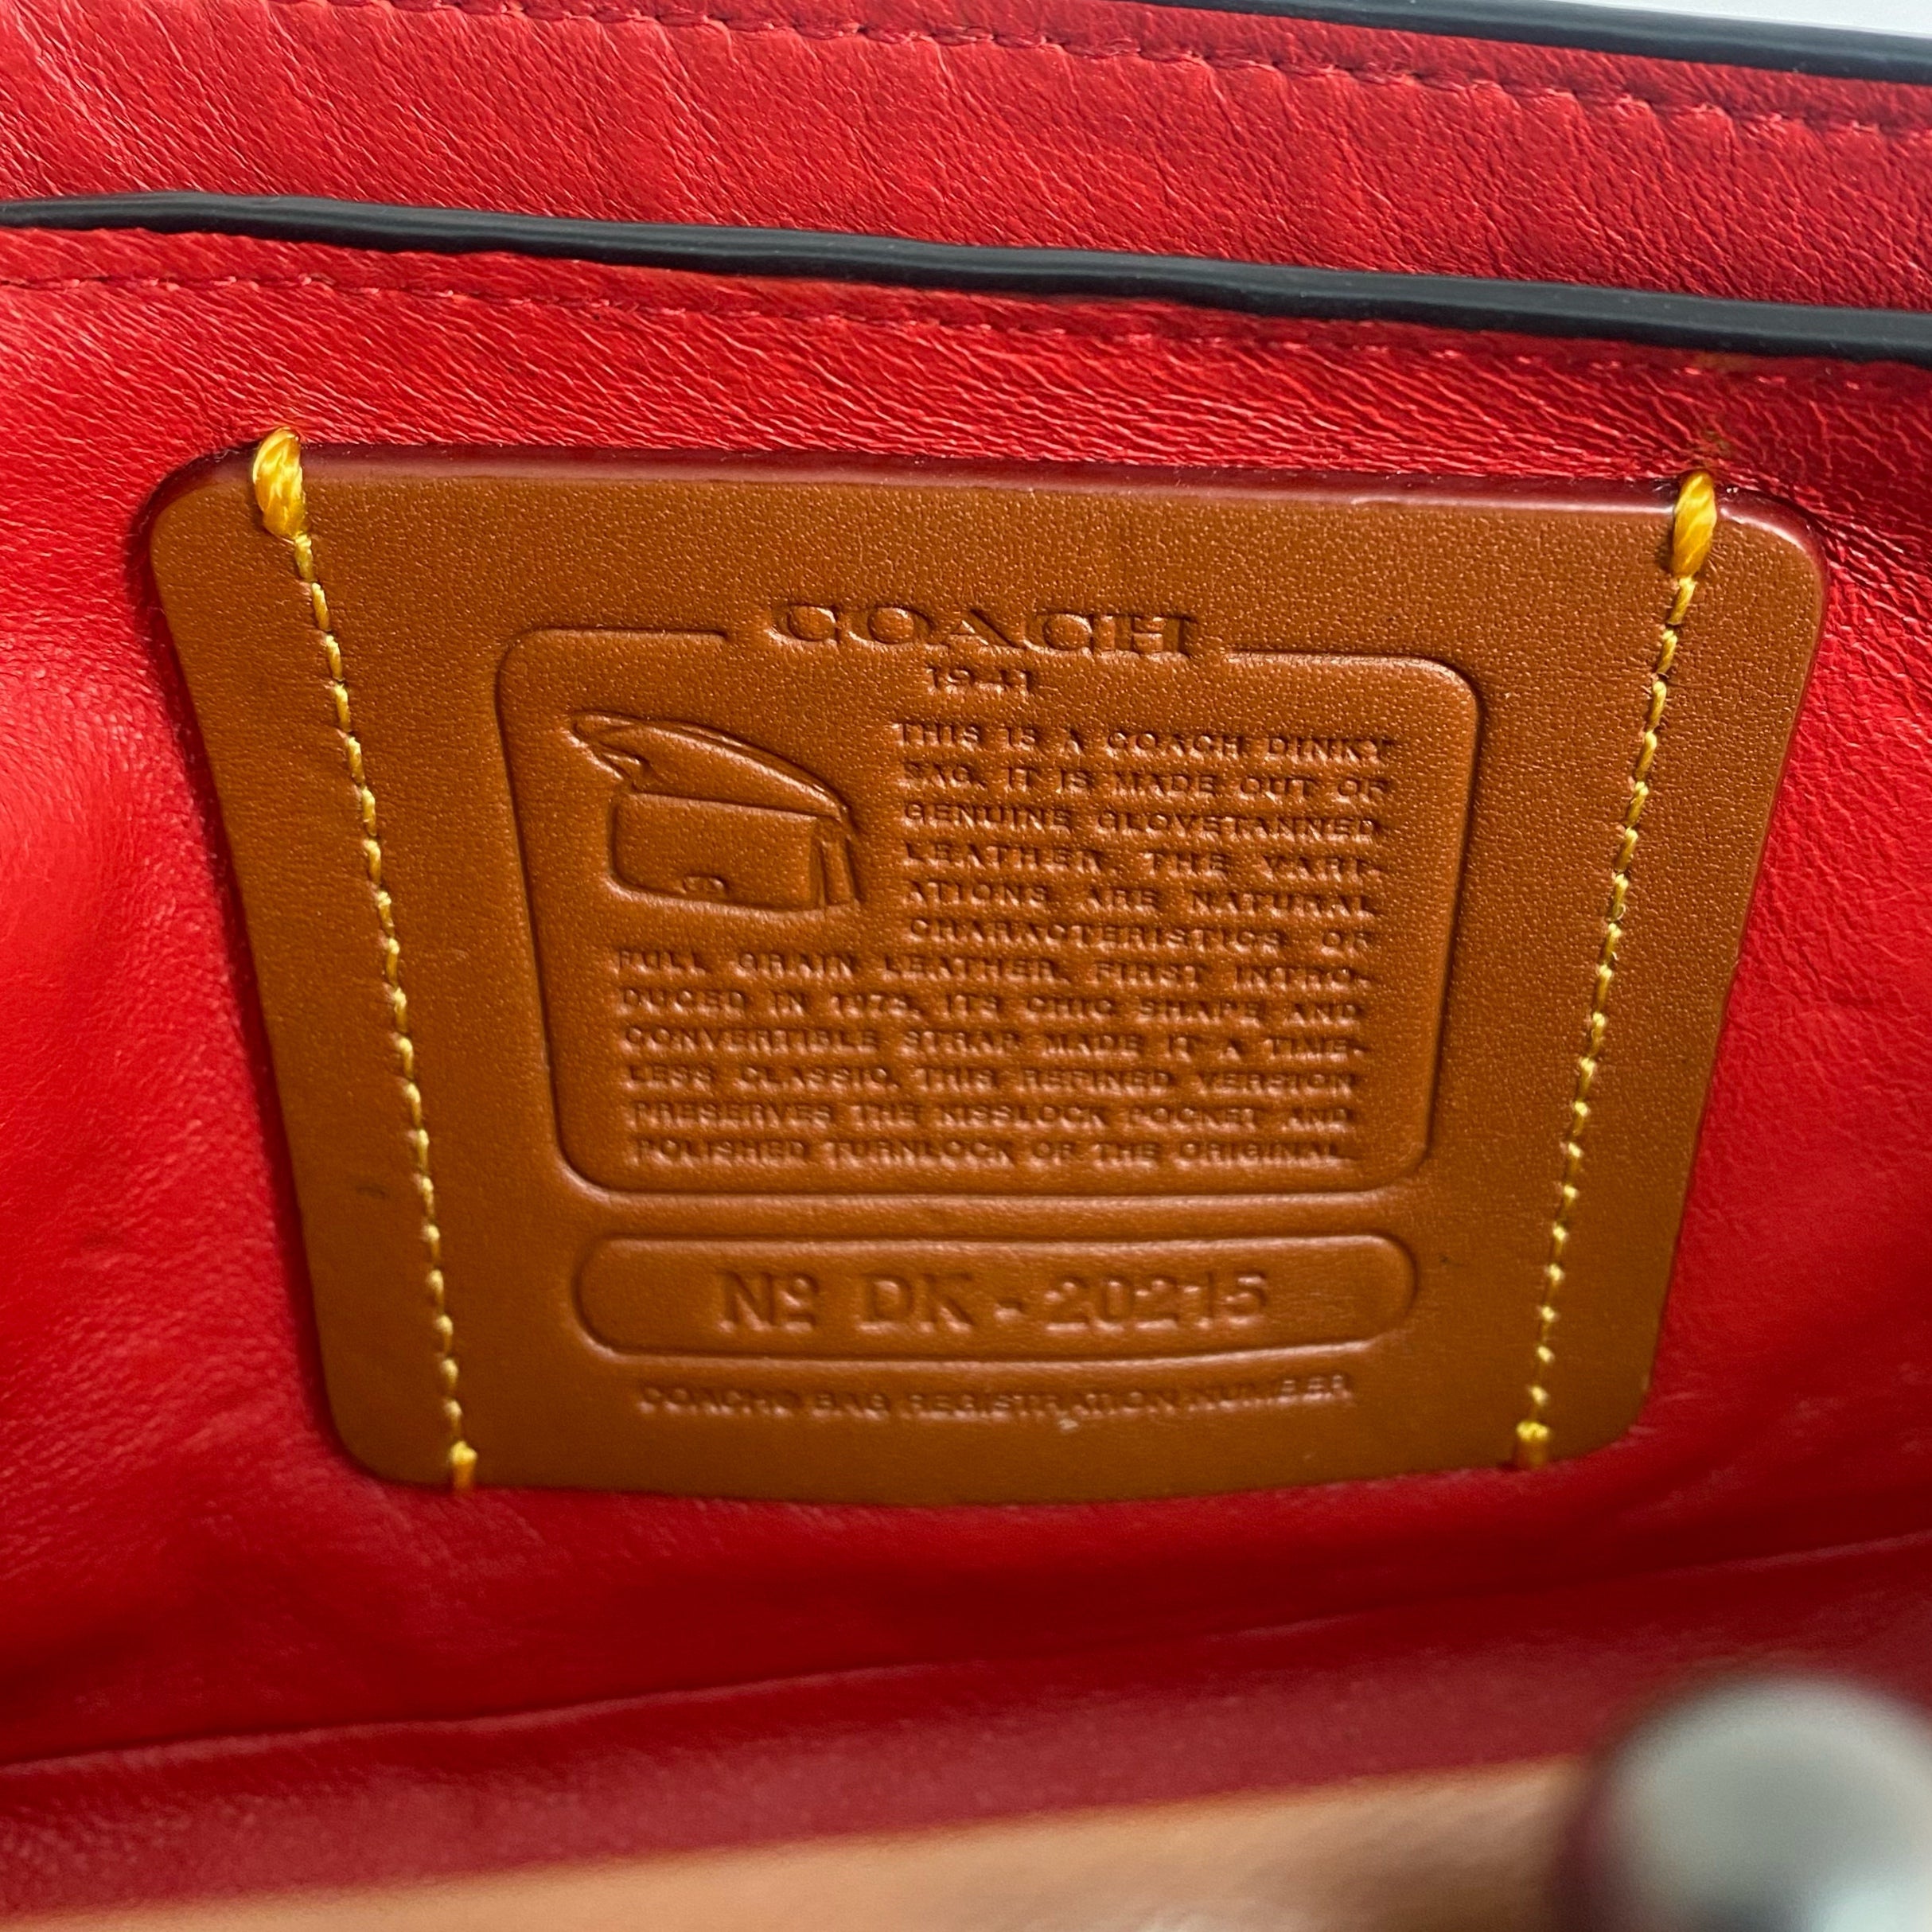 COACH
1941
THIS IS A COACH DINKY
BAG. IT IS MADE OUT OF
GENUINE GLOVETANNED
LEATHER. THE VARI-
ATIONS ARE NATURAL
CHARACTERISTICS OF
FULL GRAIN LEATHER. FIRST INTRO-
DUCED IN 1973, ITS CHIC SHAPE AND
CONVERTIBLE STRAP MADE IT A TIME-
LESS CLASSIC. THIS REFINED VERSION
PRESERVES THE KISSLOCK POCKET AND
POLISHED TURNLOCK OF THE ORIGINAL.
Nº DK-20215
COACH® BAG REGISTRATION NUMBER